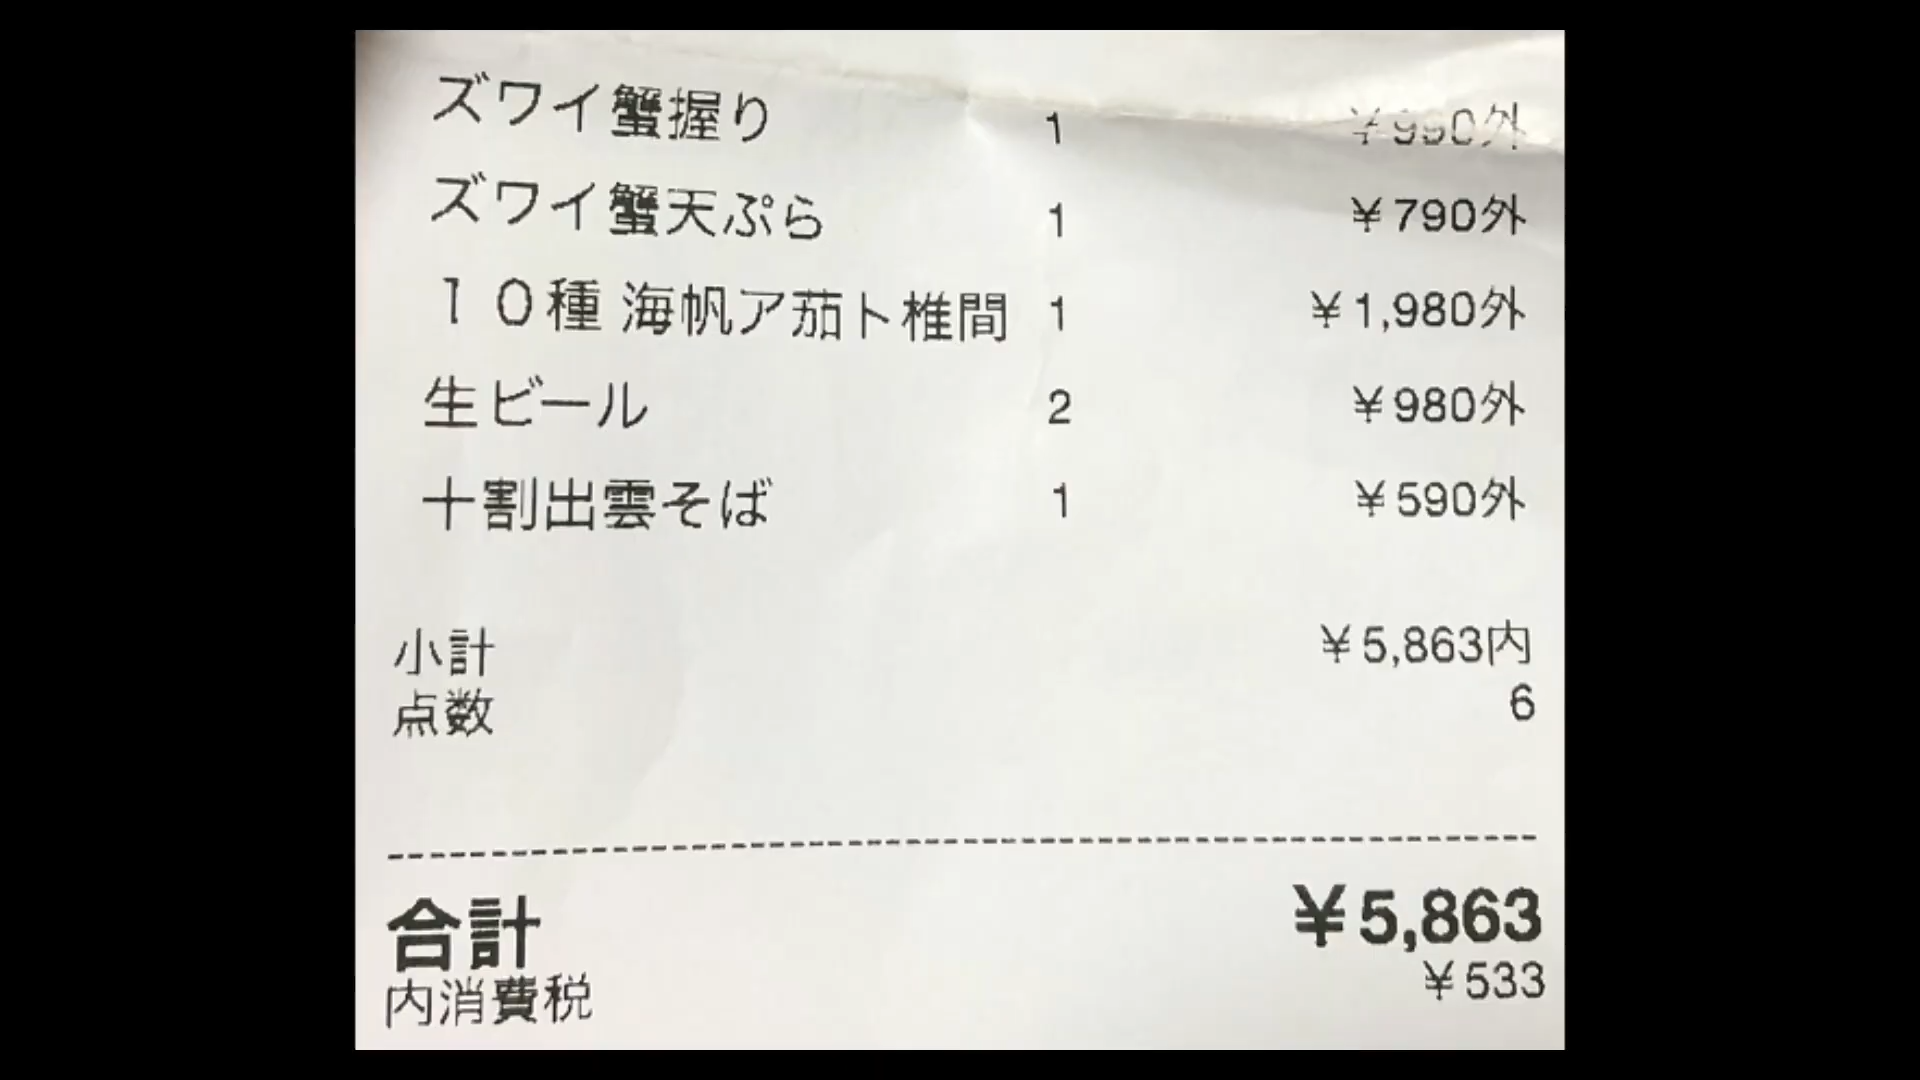 ズワイ蟹握り 1 ¥990外
ズワイ蟹天ぷら 1 ¥790外
10種 海帆ア茄ト椎間 1 ¥1,980外
生ビール 2 ¥980外
十割出雲そば 1 ¥590外
小計 ¥5,863内
点数 6
合計 ¥5,863
内消費税 ¥533